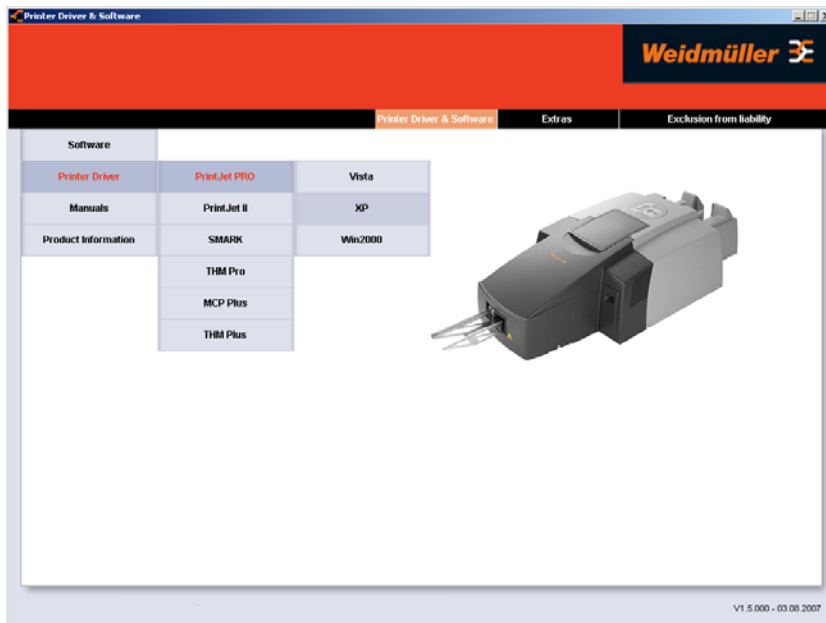 Printer Driver & Software
Weidmüller
Printer Driver & Software Extras Exclusion from liability
Software
Printer Driver PrintJet PRO Vista
Manuals PrintJet II XP
Product Information SMARK Win2000
THM Pro
MCP Plus
THM Plus
V1.5.000 - 03.08.2007